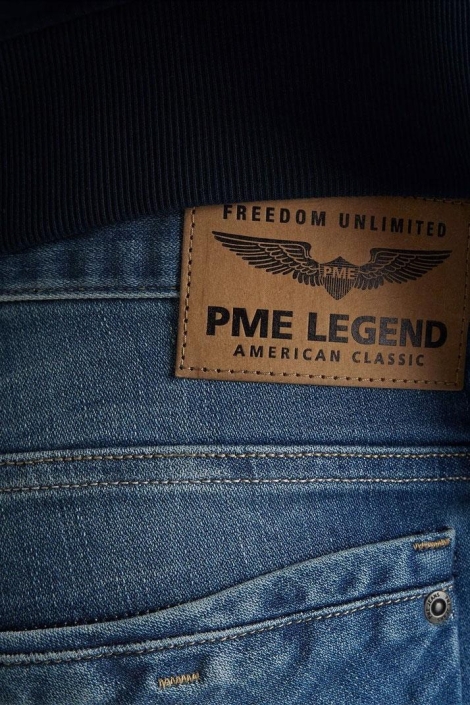 FREEDOM UNLIMITED
PME
PME LEGEND
AMERICAN CLASSIC